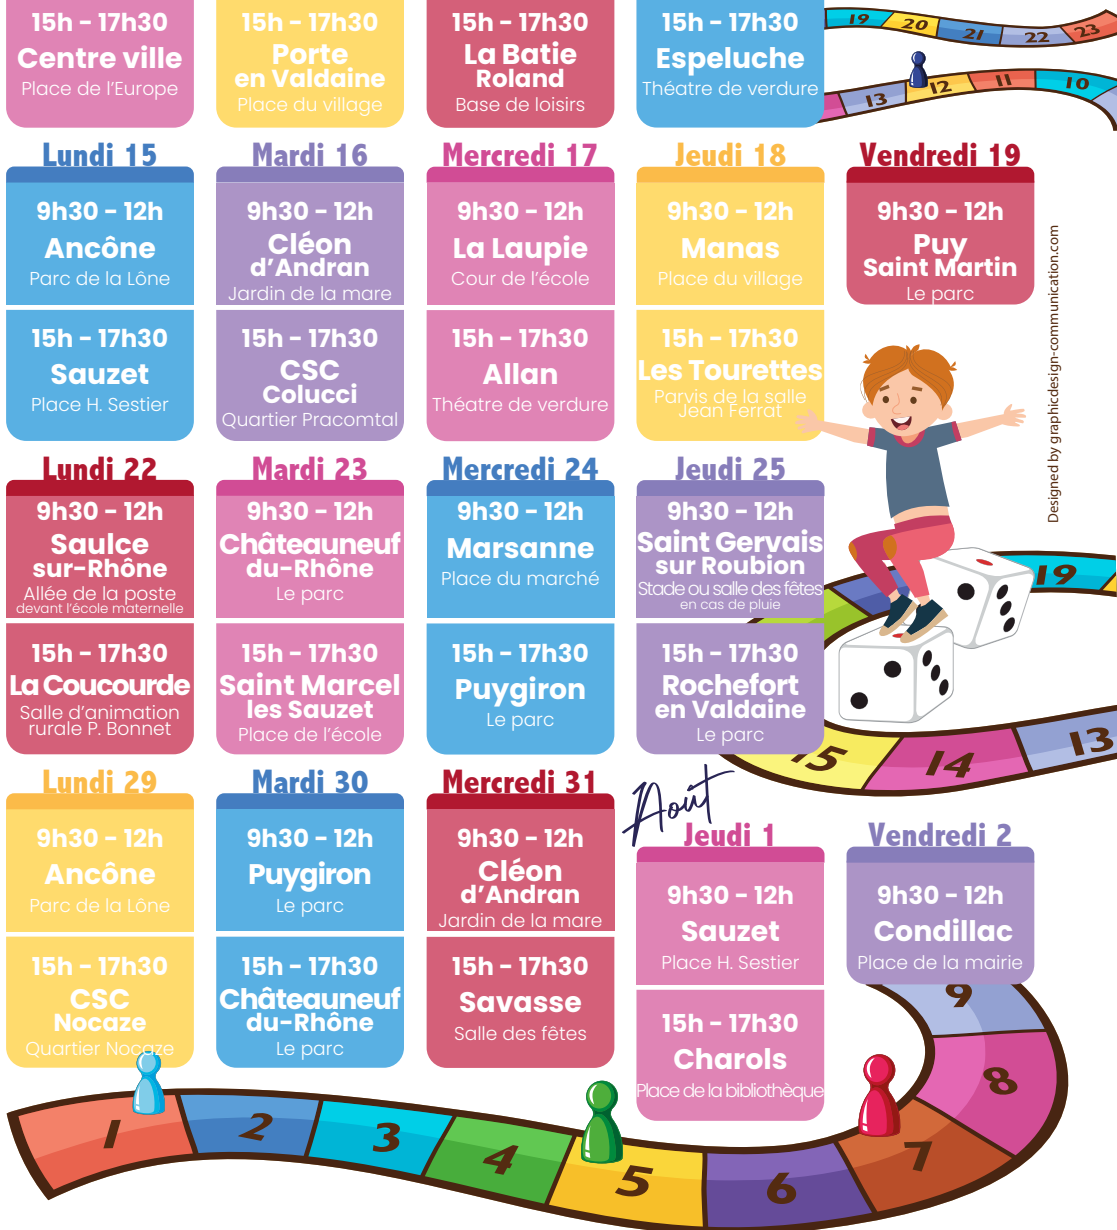 15h - 17h30
Centre ville
Place de l'Europe
15h - 17h30
Porte
en Valdaine
Place du village
15h - 17h30
La Batie
Roland
Base de loisirs
15h - 17h30
Espeluche
Théatre de verdure
19
20
21
22
23
13
12
11
10
Lundi 15
9h30 - 12h
Ancône
Parc de la Lône
15h - 17h30
Sauzet
Place H. Sestier
Mardi 16
9h30 - 12h
Cléon
d'Andran
Jardin de la mare
15h - 17h30
CSC
Colucci
Quartier Pracomtal
Mercredi 17
9h30 - 12h
La Laupie
Cour de l'école
15h - 17h30
Allan
Théatre de verdure
Jeudi 18
9h30 - 12h
Manas
Place du village
15h - 17h30
Les Tourettes
Parvis de la salle
Jean Ferrat
Vendredi 19
9h30 - 12h
Puy
Saint Martin
Le parc
Designed by graphicdesign-communication.com
Lundi 22
9h30 - 12h
Saulce
sur-Rhône
Allée de la poste
devant l'école maternelle
15h - 17h30
La Coucourde
Salle d'animation
rurale P. Bonnet
Mardi 23
9h30 - 12h
Châteauneuf
du-Rhône
Le parc
15h - 17h30
Saint Marcel
les Sauzet
Place de l'école
Mercredi 24
9h30 - 12h
Marsanne
Place du marché
15h - 17h30
Puygiron
Le parc
Jeudi 25
9h30 - 12h
Saint Gervais
sur Roubion
Stade ou salle des fêtes
en cas de pluie
15h - 17h30
Rochefort
en Valdaine
Le parc
19
15
14
13
Lundi 29
9h30 - 12h
Ancône
Parc de la Lône
15h - 17h30
CSC
Nocaze
Quartier Nocaze
Mardi 30
9h30 - 12h
Puygiron
Le parc
15h - 17h30
Châteauneuf
du-Rhône
Le parc
Mercredi 31
9h30 - 12h
Cléon
d'Andran
Jardin de la mare
15h - 17h30
Savasse
Salle des fêtes
Août
Jeudi 1
9h30 - 12h
Sauzet
Place H. Sestier
15h - 17h30
Charols
Place de la bibliothèque
Vendredi 2
9h30 - 12h
Condillac
Place de la mairie
9
8
7
6
5
4
3
2
1